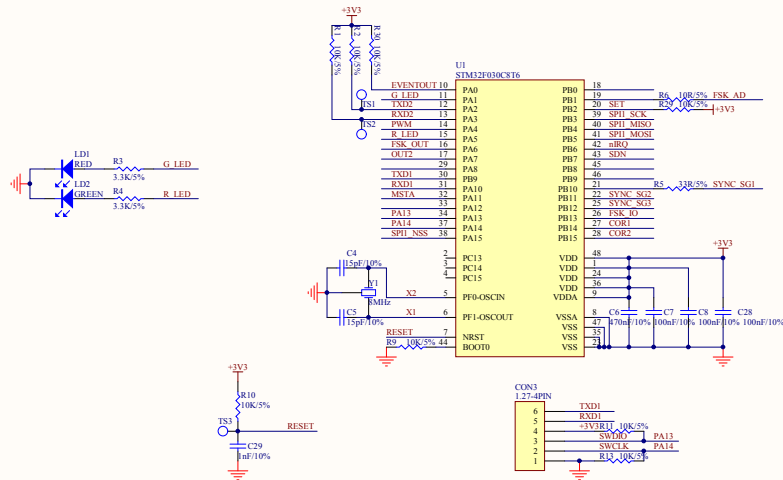 +3V3
R 1
10K/5%
R 2
10K/5%
R 30
10K/5%
U1
STM32F030C8T6
EVENTOUT 10 PA0 PB0 18
G_LED 11 PA1 PB1 19 R6 10R/5% FSK_AD
TS1
TXD2 12 PA2 PB2 20 SET R29 10K/5% +3V3
RXD2 13 PA3 PB3 39 SPI1_SCK
TS2
PWM 14 PA4 PB4 40 SPI1_MISO
R_LED 15 PA5 PB5 41 SPI1_MOSI
FSK_OUT 16 PA6 PB6 42 nIRQ
OUT2 17 PA7 PB7 43 SDN
29 PA8 PB8 45
TXD1 30 PB9 PB9 46
RXD1 31 PA10 PB10 21 R5 33R/5% SYNC_SG1
MSTA 32 PA11 PB11 22 SYNC_SG2
33 PA12 PB12 25 SYNC_SG3
PA13 34 PA13 PB13 26 FSK_IO
PA14 37 PA14 PB14 27 COR1
SPI1_NSS 38 PA15 PB15 28 COR2
LD1
RED
R3
3.3K/5%
G_LED
LD2
GREEN
R4
3.3K/5%
R_LED
+3V3
2 PC13 VDD 48
3 PC14 VDD 1
4 PC15 VDD 24
VDD 36
X2 5 PF0-OSCIN VDDA 9
X1 6 PF1-OSCOUT VSSA 8
VSS 47
RESET 7 NRST VSS 35
R9 10K/5% 44 BOOT0 VSS 23
C4
15pF/10%
Y1
8MHz
C5
15pF/10%
C6
470nF/10%
C7
100nF/10%
C8
100nF/10%
C28
100nF/10%
+3V3
R10
10K/5%
TS3
RESET
C29
1nF/10%
CON3
1.27-4PIN
6 TXD1
5 RXD1
4 +3V3 R11 10K/5%
3 SWDIO PA13
2 SWCLK PA14
1 R13 10K/5%